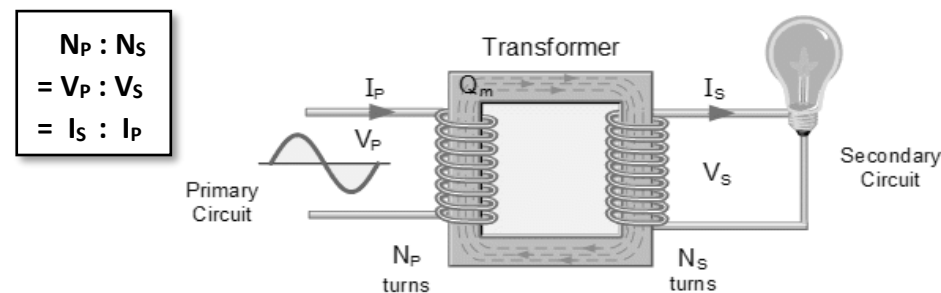 NP : NS
= VP : VS
= IS : IP
Transformer
Qm
IP
IS
VP
VS
Primary
Circuit
Secondary
Circuit
NP
turns
NS
turns